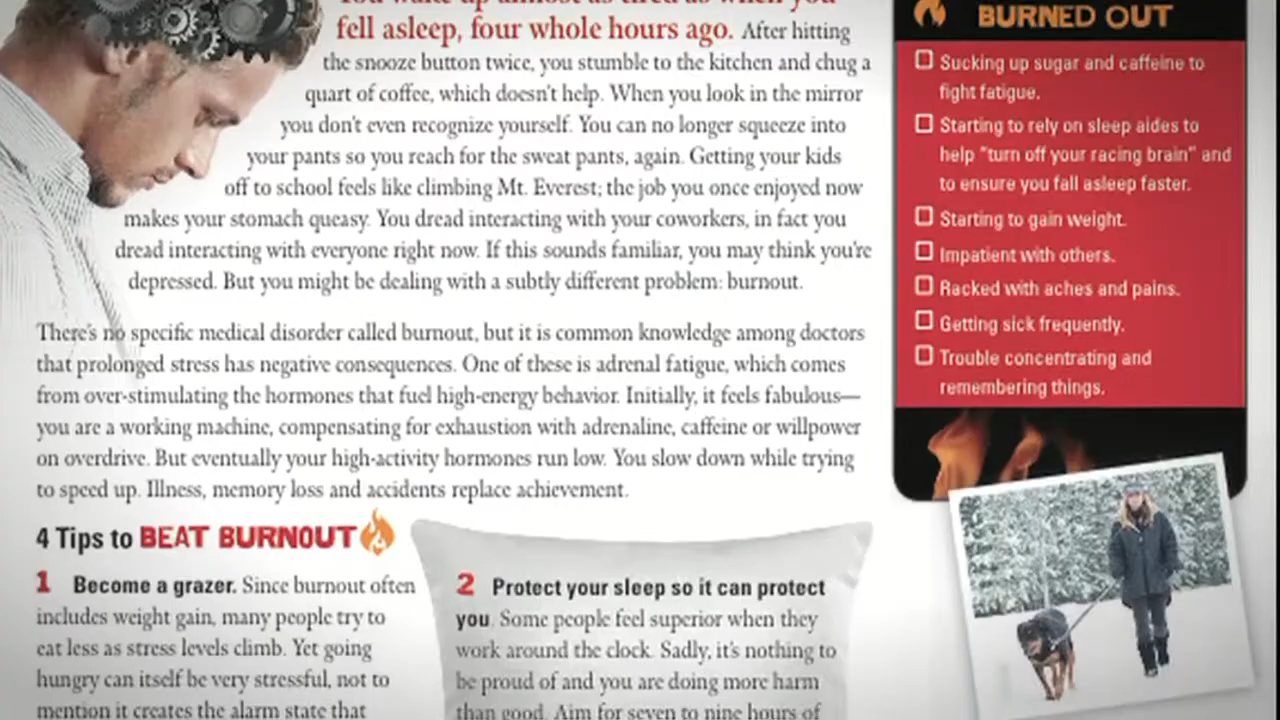 You wake up almost as tired as when you
fell asleep, four whole hours ago. After hitting
the snooze button twice, you stumble to the kitchen and chug a
quart of coffee, which doesn't help. When you look in the mirror
you don't even recognize yourself. You can no longer squeeze into
your pants so you reach for the sweat pants, again. Getting your kids
off to school feels like climbing Mt. Everest; the job you once enjoyed now
makes your stomach queasy. You dread interacting with your coworkers, in fact you
dread interacting with everyone right now. If this sounds familiar, you may think you're
depressed. But you might be dealing with a subtly different problem: burnout.
There's no specific medical disorder called burnout, but it is common knowledge among doctors
that prolonged stress has negative consequences. One of these is adrenal fatigue, which comes
from over-stimulating the hormones that fuel high-energy behavior. Initially, it feels fabulous—
you are a working machine, compensating for exhaustion with adrenaline, caffeine or willpower
on overdrive. But eventually your high-activity hormones run low. You slow down while trying
to speed up. Illness, memory loss and accidents replace achievement.
4 Tips to BEAT BURNOUT
1 Become a grazer. Since burnout often
includes weight gain, many people try to
eat less as stress levels climb. Yet going
hungry can itself be very stressful, not to
mention it creates the alarm state that
2 Protect your sleep so it can protect
you. Some people feel superior when they
work around the clock. Sadly, it's nothing to
be proud of and you are doing more harm
than good. Aim for seven to nine hours of
BURNED OUT
Sucking up sugar and caffeine to
fight fatigue.
Starting to rely on sleep aides to
help "turn off your racing brain" and
to ensure you fall asleep faster.
Starting to gain weight.
Impatient with others.
Racked with aches and pains.
Getting sick frequently.
Trouble concentrating and
remembering things.